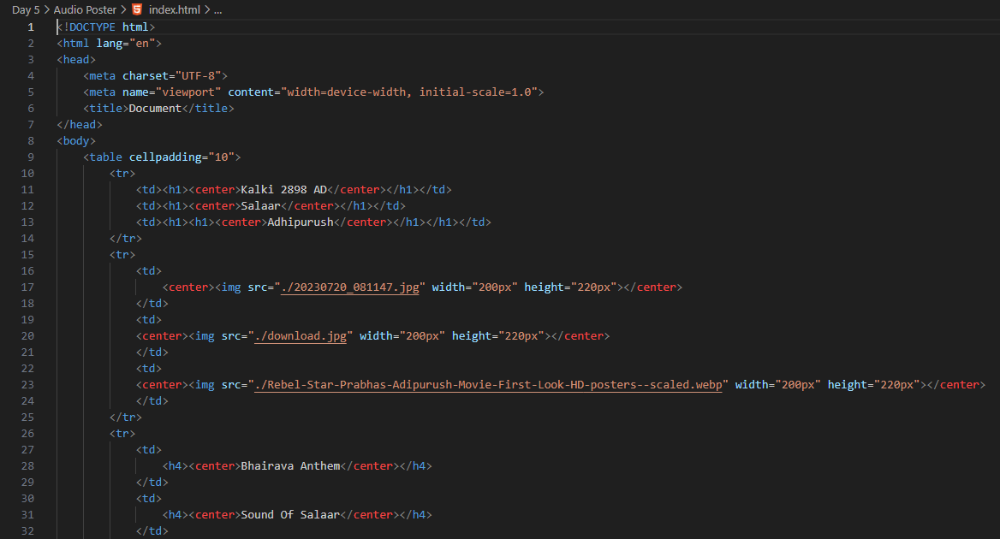 Day 5 > Audio Poster > index.html > ...
1 <!DOCTYPE html>
2 <html lang="en">
3 <head>
4     <meta charset="UTF-8">
5     <meta name="viewport" content="width=device-width, initial-scale=1.0">
6     <title>Document</title>
7 </head>
8 <body>
9     <table cellpadding="10">
10         <tr>
11             <td><h1><center>Kalki 2898 AD</center></h1></td>
12             <td><h1><center>Salaar</center></h1></td>
13             <td><h1><h1><center>Adhipurush</center></h1></h1></td>
14         </tr>
15         <tr>
16             <td>
17                 <center><img src="./20230720_081147.jpg" width="200px" height="220px"></center>
18             </td>
19             <td>
20             <center><img src="./download.jpg" width="200px" height="220px"></center>
21             </td>
22             <td>
23             <center><img src="./Rebel-Star-Prabhas-Adipurush-Movie-First-Look-HD-posters--scaled.webp" width="200px" height="220px"></center>
24             </td>
25         </tr>
26         <tr>
27             <td>
28                 <h4><center>Bhairava Anthem</center></h4>
29             </td>
30             <td>
31                 <h4><center>Sound Of Salaar</center></h4>
32             </td>